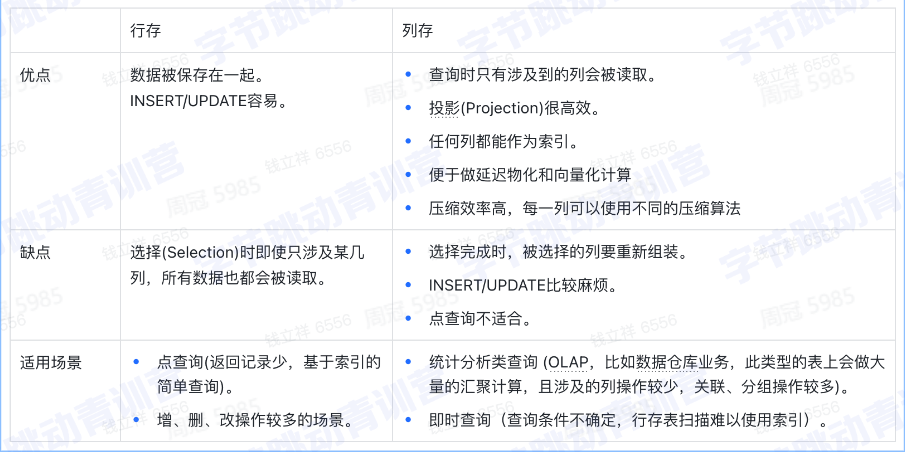 行存
列存
优点
数据被保存在一起。
INSERT/UPDATE容易。
• 查询时只有涉及到的列会被读取。
• 投影(Projection)很高效。
• 任何列都能作为索引。
• 便于做延迟物化和向量化计算
• 压缩效率高，每一列可以使用不同的压缩算法
缺点
选择(Selection)时即使只涉及某几
列，所有数据也都会被读取。
• 选择完成时，被选择的列要重新组装。
• INSERT/UPDATE比较麻烦。
• 点查询不适合。
适用场景
• 点查询(返回记录少，基于索引的
简单查询)。
• 增、删、改操作较多的场景。
• 统计分析类查询 (OLAP，比如数据仓库业务，此类型的表上会做大
量的汇聚计算，且涉及的列操作较少，关联、分组操作较多)。
• 即时查询（查询条件不确定，行存表扫描难以使用索引）。
字节跳动青训营
周冠 5985
钱立祥 6556